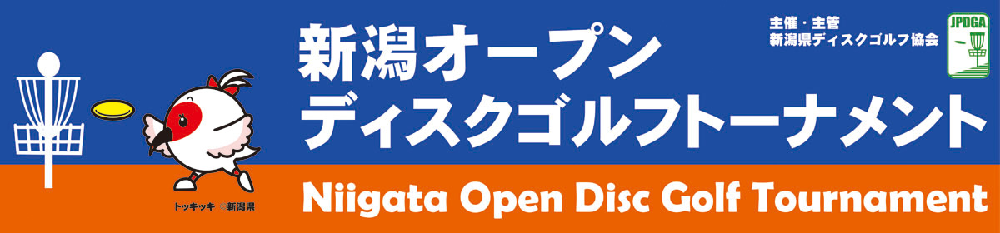 新潟オープン
ディスクゴルフトーナメント
主催・主管
新潟県ディスクゴルフ協会
JPDGA
トッキッキ 新潟県
Niigata Open Disc Golf Tournament